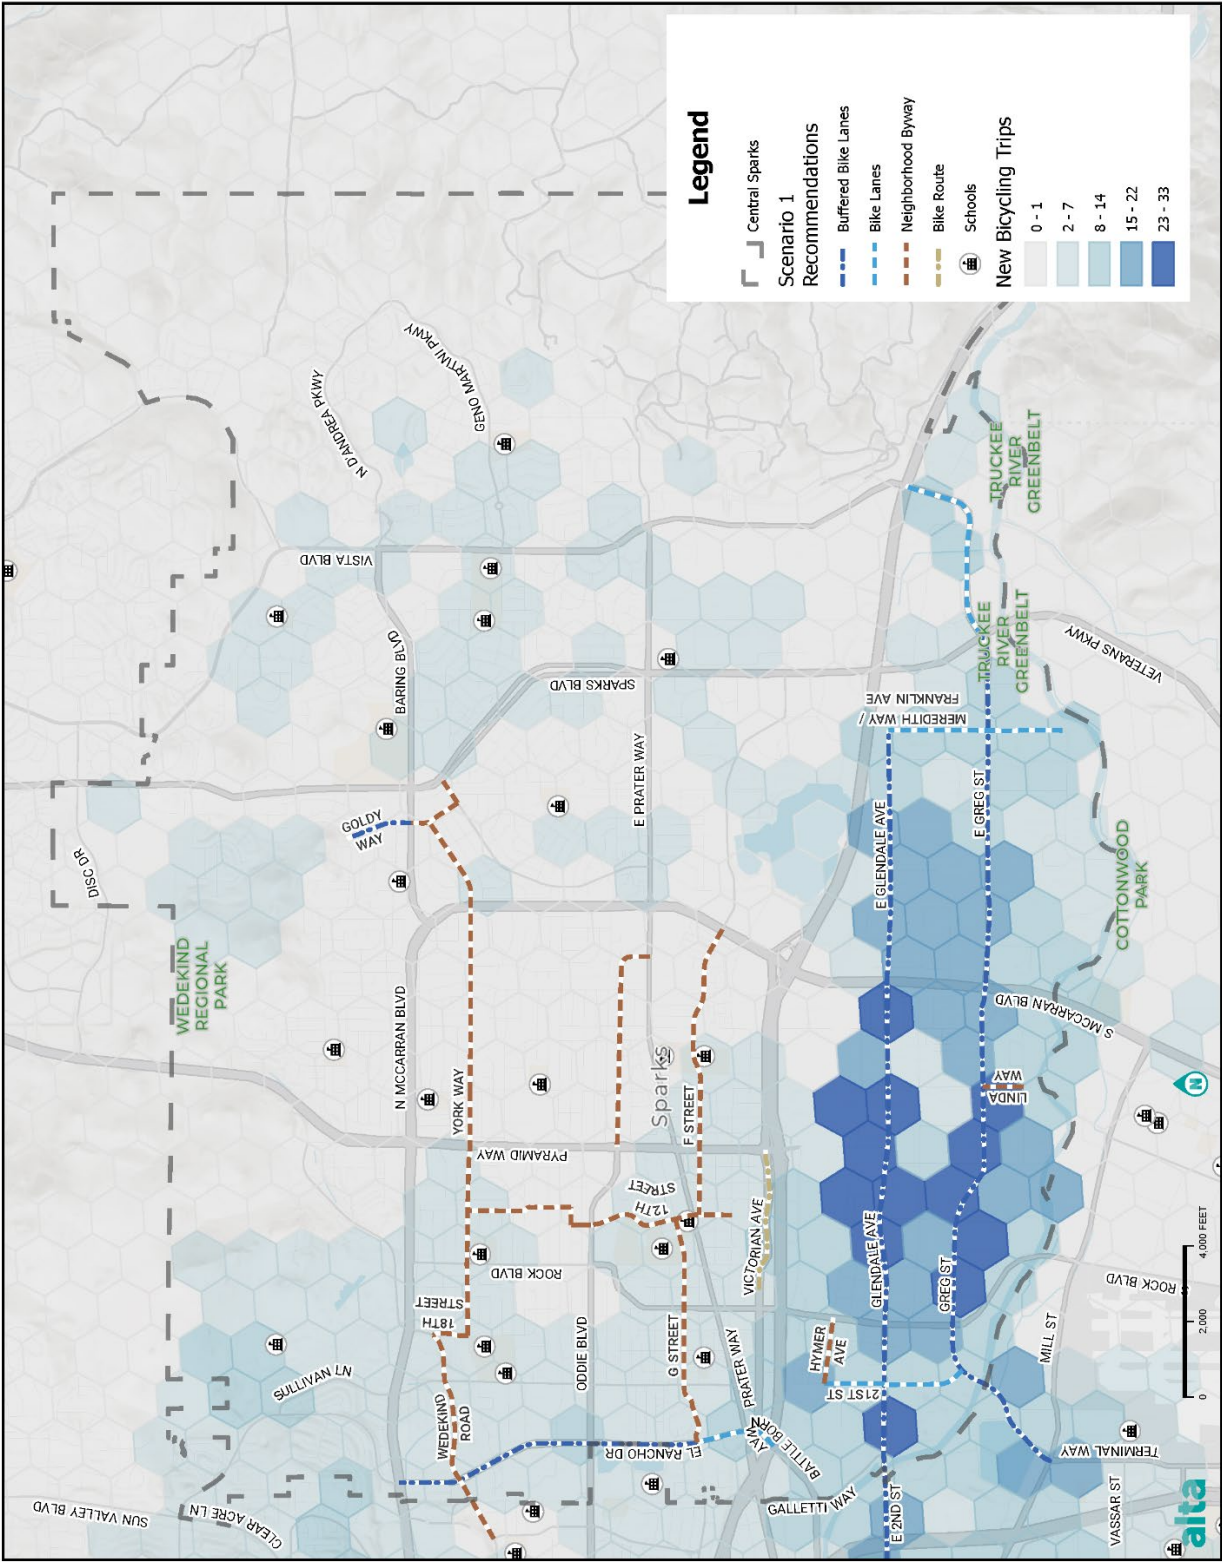 Legend
Central Sparks
Scenario 1
Recommendations
Buffered Bike Lanes
Bike Lanes
Neighborhood Byway
Bike Route
Schools
New Bicycling Trips
0 - 1
2 - 7
8 - 14
15 - 22
23 - 33
SUN VALLEY BLVD
CLEAR ACRE LN
SULLIVAN LN
WEDEKIND
REGIONAL
PARK
DISC DR
GOLDY
WAY
BARING BLVD
VISTA BLVD
N D'ANDREA PKWY
GENO MARTINI PKWY
N MCCARRAN BLVD
YORK WAY
WEDEKIND
ROAD
18TH
STREET
ROCK BLVD
PYRAMID WAY
SPARKS BLVD
EL RANCHO DR
ODDIE BLVD
12TH
STREET
Sparks
E PRATER WAY
G STREET
F STREET
PRATER WAY
VICTORIAN AVE
N
BATTLE BORN
WAY
GALLETTI WAY
HYMER
AVE
21ST ST
E 2ND ST
GLENDALE AVE
E GLENDALE AVE
MEREDITH WAY /
FRANKLIN AVE
GREG ST
E GREG ST
LINDA
WAY
TRUCKEE
RIVER
GREENBELT
TRUCKEE
RIVER
GREENBELT
S MCCARRAN BLVD
VETERANS PKWY
COTTONWOOD
PARK
MILL ST
ROCK BLVD
TERMINAL WAY
VASSAR ST
alta
0
2,000
4,000 FEET
N